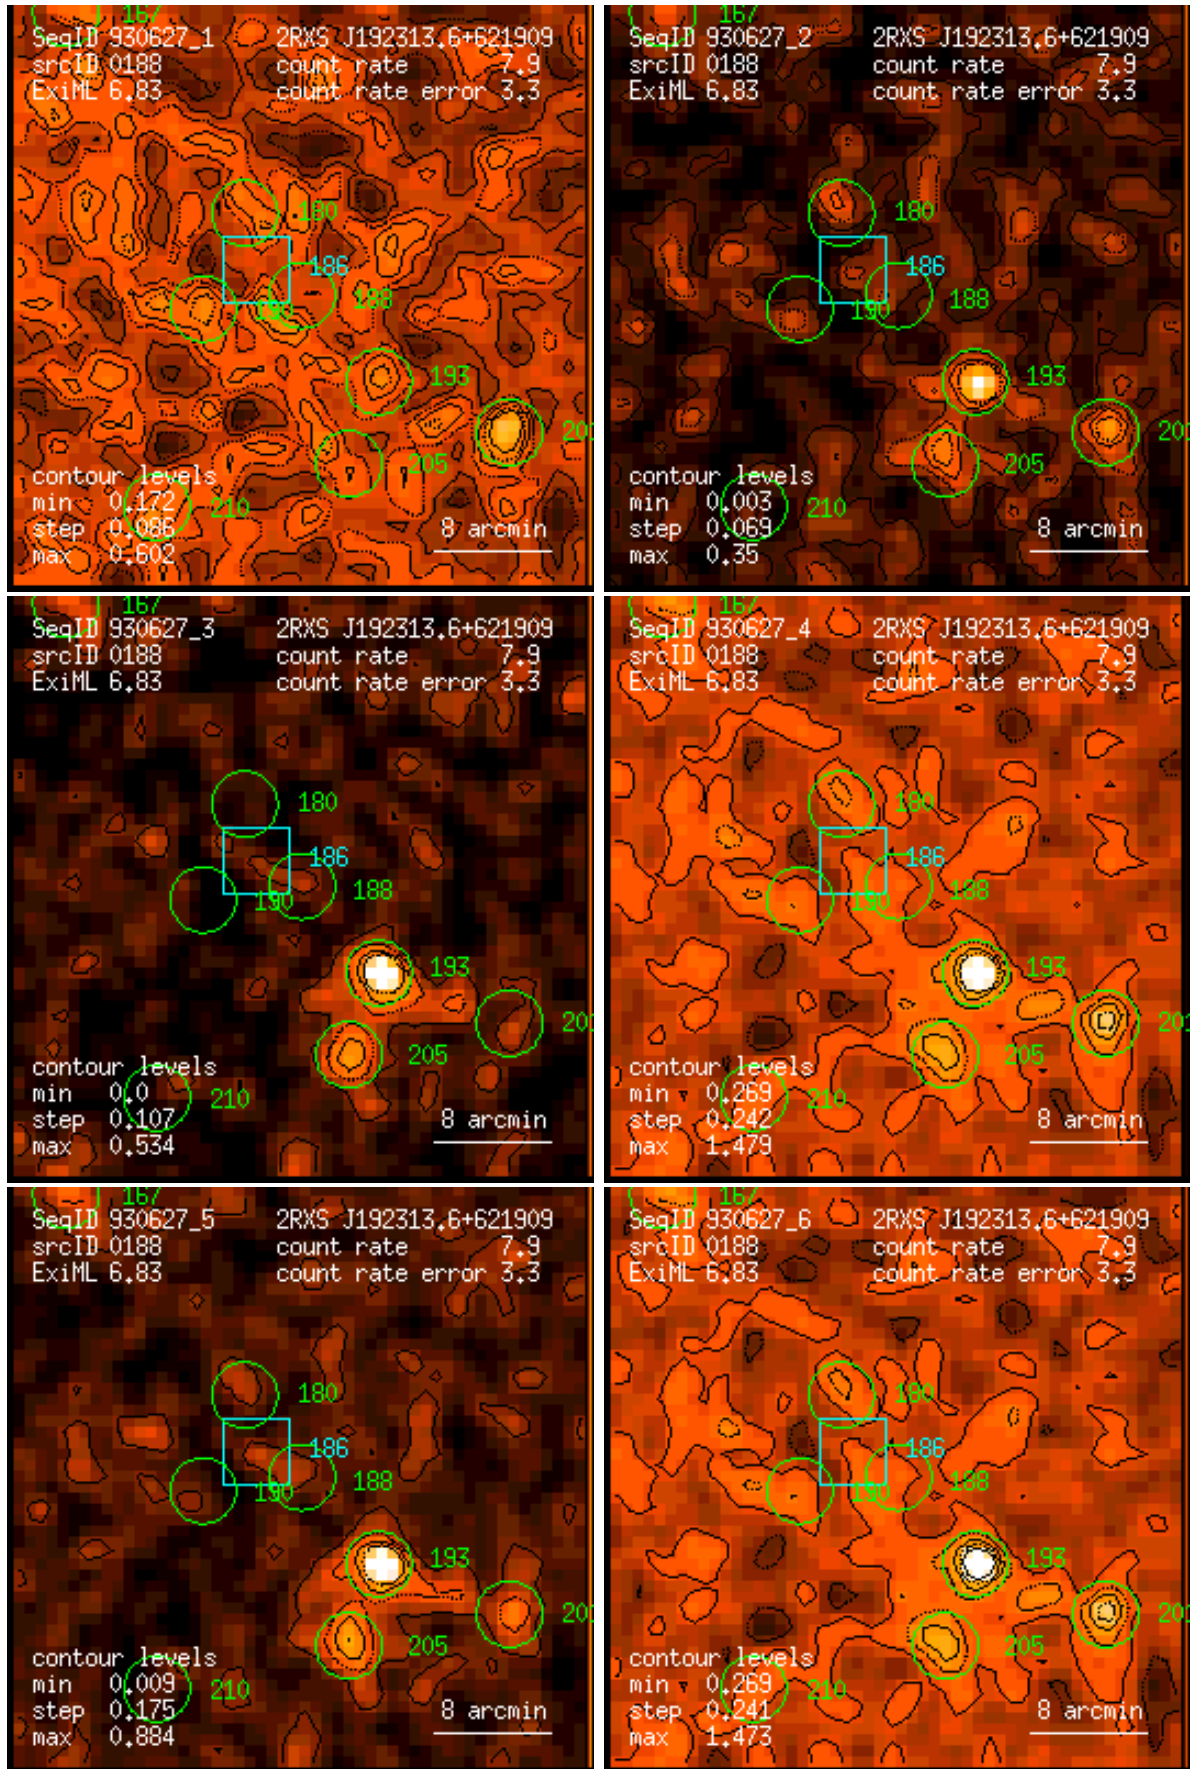 167
SeqID 930627_1 2RXS J192313.6+621909
srcID 0188 count rate 7.9
ExiML 6.83 count rate error 3.3
180
186
190 188
193
201
205
contour levels
min 0.172 210
step 0.086 8 arcmin
max 0.602
167
SeqID 930627_2 2RXS J192313.6+621909
srcID 0188 count rate 7.9
ExiML 6.83 count rate error 3.3
180
186
190 188
193
201
205
contour levels
min 0.003 210
step 0.069 8 arcmin
max 0.35
167
SeqID 930627_3 2RXS J192313.6+621909
srcID 0188 count rate 7.9
ExiML 6.83 count rate error 3.3
180
186
190 188
193
201
205
contour levels
min 0.0 210
step 0.107 8 arcmin
max 0.534
167
SeqID 930627_4 2RXS J192313.6+621909
srcID 0188 count rate 7.9
ExiML 6.83 count rate error 3.3
180
186
190 188
193
201
205
contour levels
min 0.269 210
step 0.242 8 arcmin
max 1.479
167
SeqID 930627_5 2RXS J192313.6+621909
srcID 0188 count rate 7.9
ExiML 6.83 count rate error 3.3
180
186
190 188
193
205
contour levels
min 0.009 210
step 0.175 8 arcmin
max 0.884
167
SeqID 930627_6 2RXS J192313.6+621909
srcID 0188 count rate 7.9
ExiML 6.83 count rate error 3.3
180
186
190 188
193
205
contour levels
min 0.269 210
step 0.241 8 arcmin
max 1.473